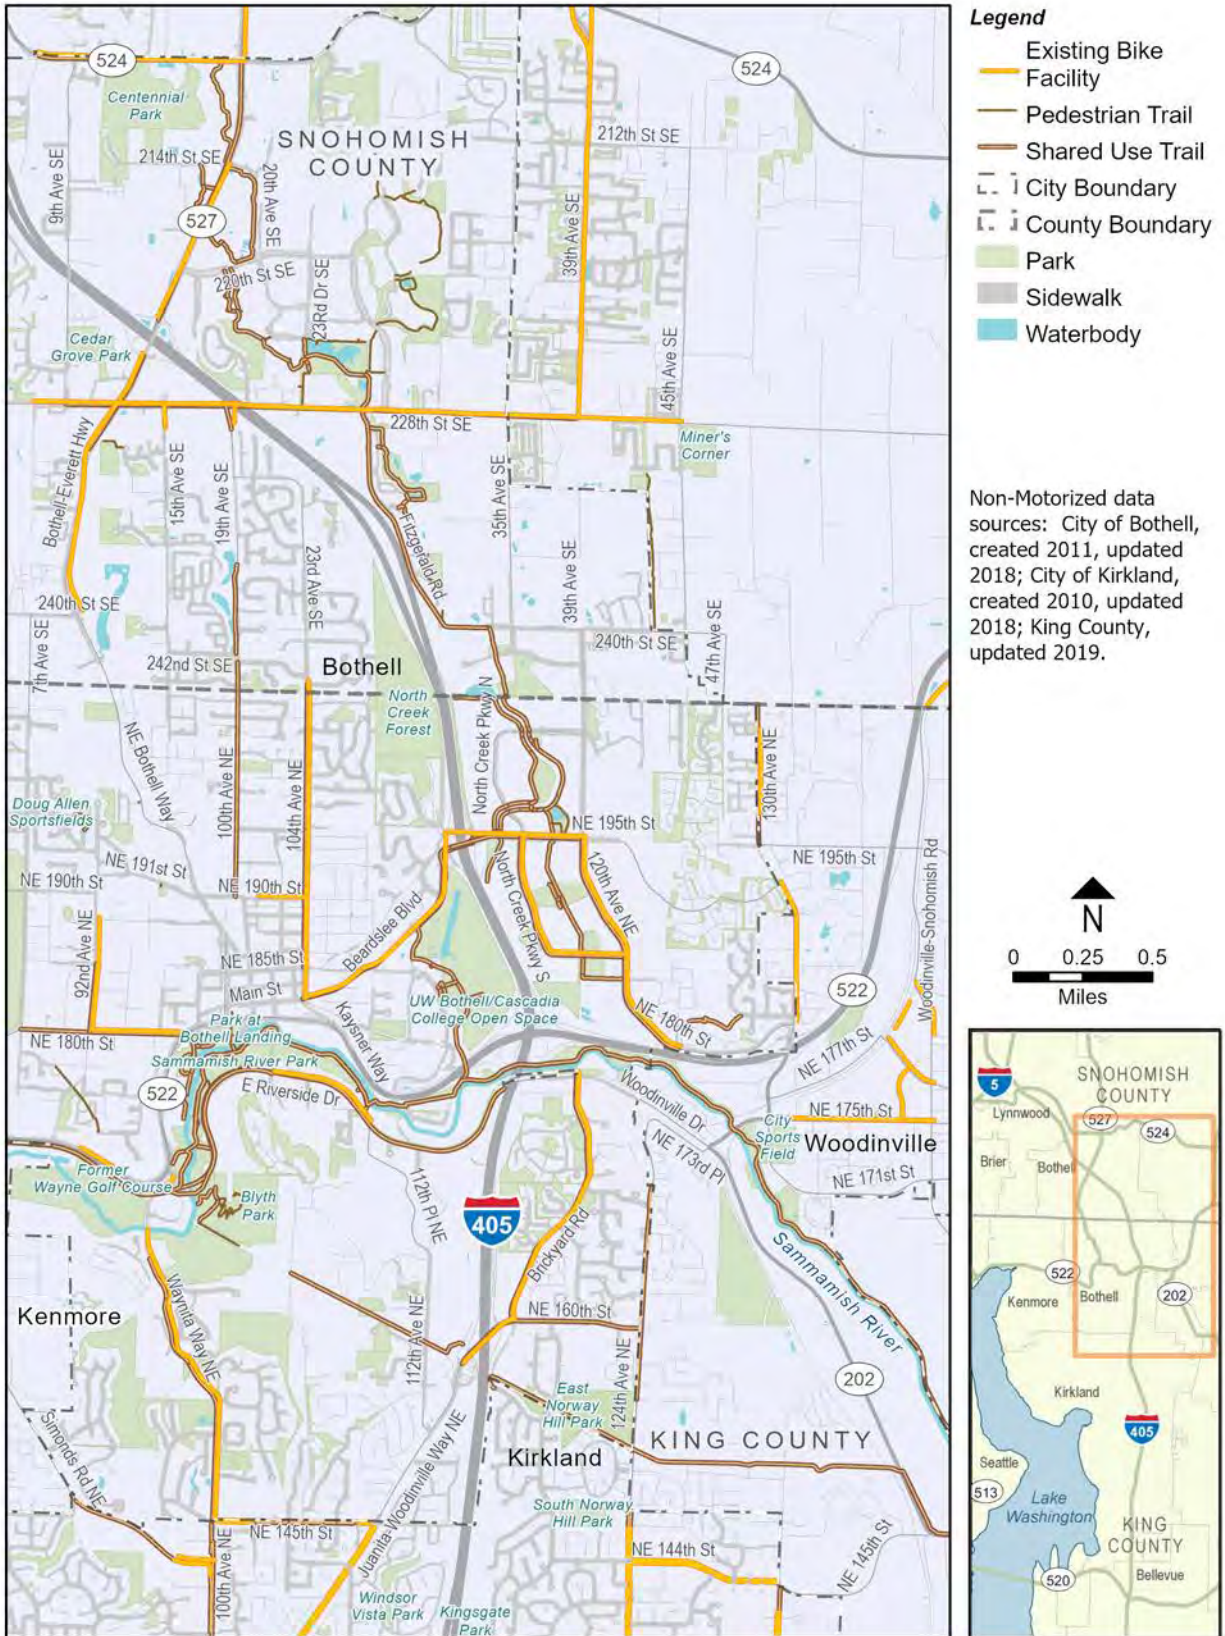 524
Centennial
Park
SNOHOMISH
COUNTY
524
212th St SE
214th St SE
9th Ave SE
20th Ave SE
527
39th Ave SE
220th St SE
23Rd Dr SE
Cedar
Grove Park
45th Ave SE
228th St SE
Miner's
Corner
Bothell-Everett Hwy
15th Ave SE
19th Ave SE
35th Ave SE
Fitzgerald Rd
23rd Ave SE
39th Ave SE
240th St SE
240th St SE
7th Ave SE
242nd St SE
47th Ave SE
Bothell
North
Creek
Forest
North Creek Pkwy N
NE Bothell Way
100th Ave NE
104th Ave NE
130th Ave NE
Doug Allen
Sportsfields
NE 195th St
NE 195th St
NE 191st St
NE 190th St
NE 190th St
Woodinville-Snohomish Rd
92nd Ave NE
Beardslee Blvd
North Creek Pkwy S
120th Ave NE
NE 185th St
Main St
522
UW Bothell/Cascadia
College Open Space
Kaysner Way
Park at
Bothell Landing
NE 180th St
NE 180th St
NE 177th St
Sammamish River Park
522
E Riverside Dr
Woodinville Dr
NE 175th St
City
Sports
Field
Woodinville
NE 173rd Pl
NE 171st St
Former
Wayne Golf Course
Blyth
Park
112th Pl NE
405
Brickyard Rd
Sammamish River
Kenmore
Waynita Way NE
NE 160th St
112th Ave NE
124th Ave NE
202
East
Norway
Hill Park
KING COUNTY
Kirkland
Simonds Rd NE
Juanita-Woodinville Way NE
South Norway
Hill Park
NE 145th St
NE 144th St
NE 145th St
100th Ave NE
Windsor
Vista Park
Kingsgate
Park
Legend
Existing Bike
Facility
Pedestrian Trail
Shared Use Trail
City Boundary
County Boundary
Park
Sidewalk
Waterbody
Non-Motorized data
sources: City of Bothell,
created 2011, updated
2018; City of Kirkland,
created 2010, updated
2018; King County,
updated 2019.
N
0 0.25 0.5
Miles
SNOHOMISH
COUNTY
5
Lynnwood
527
524
Brier
Bothell
522
Kenmore
Bothell
202
Kirkland
405
Seattle
513
Lake
Washington
KING
COUNTY
520
Bellevue